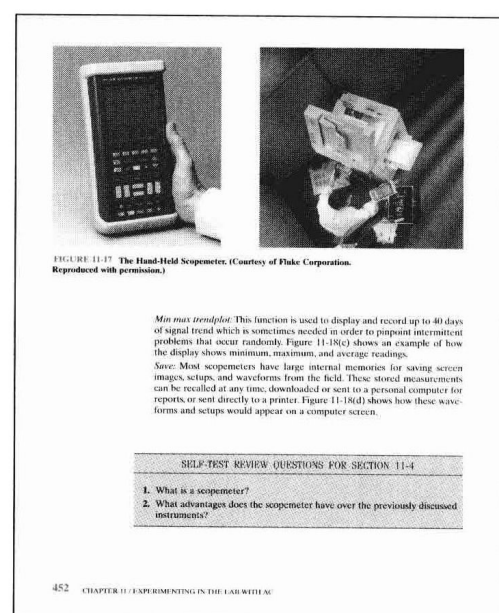 FIGURE 11-17 The Hand-Held Scopemeter. (Courtesy of Fluke Corporation.
Reproduced with permission.)
Min max trendplot: This function is used to display and record up to 40 days
of signal trend which is sometimes needed in order to pinpoint intermittent
problems that occur randomly. Figure 11-18(c) shows an example of how
the display shows minimum, maximum, and average readings.
Save: Most scopemeters have large internal memories for saving screen
images, setups, and waveforms from the field. These stored measurements
can be recalled at any time, downloaded or sent to a personal computer for
reports, or sent directly to a printer. Figure 11-18(d) shows how these wave-
forms and setups would appear on a computer screen.
SELF-TEST REVIEW QUESTIONS FOR SECTION 11-4
1. What is a scopemeter?
2. What advantages does the scopemeter have over the previously discussed
instruments?
452 CHAPTER 11 / EXPERIMENTING IN THE LAB WITH AC